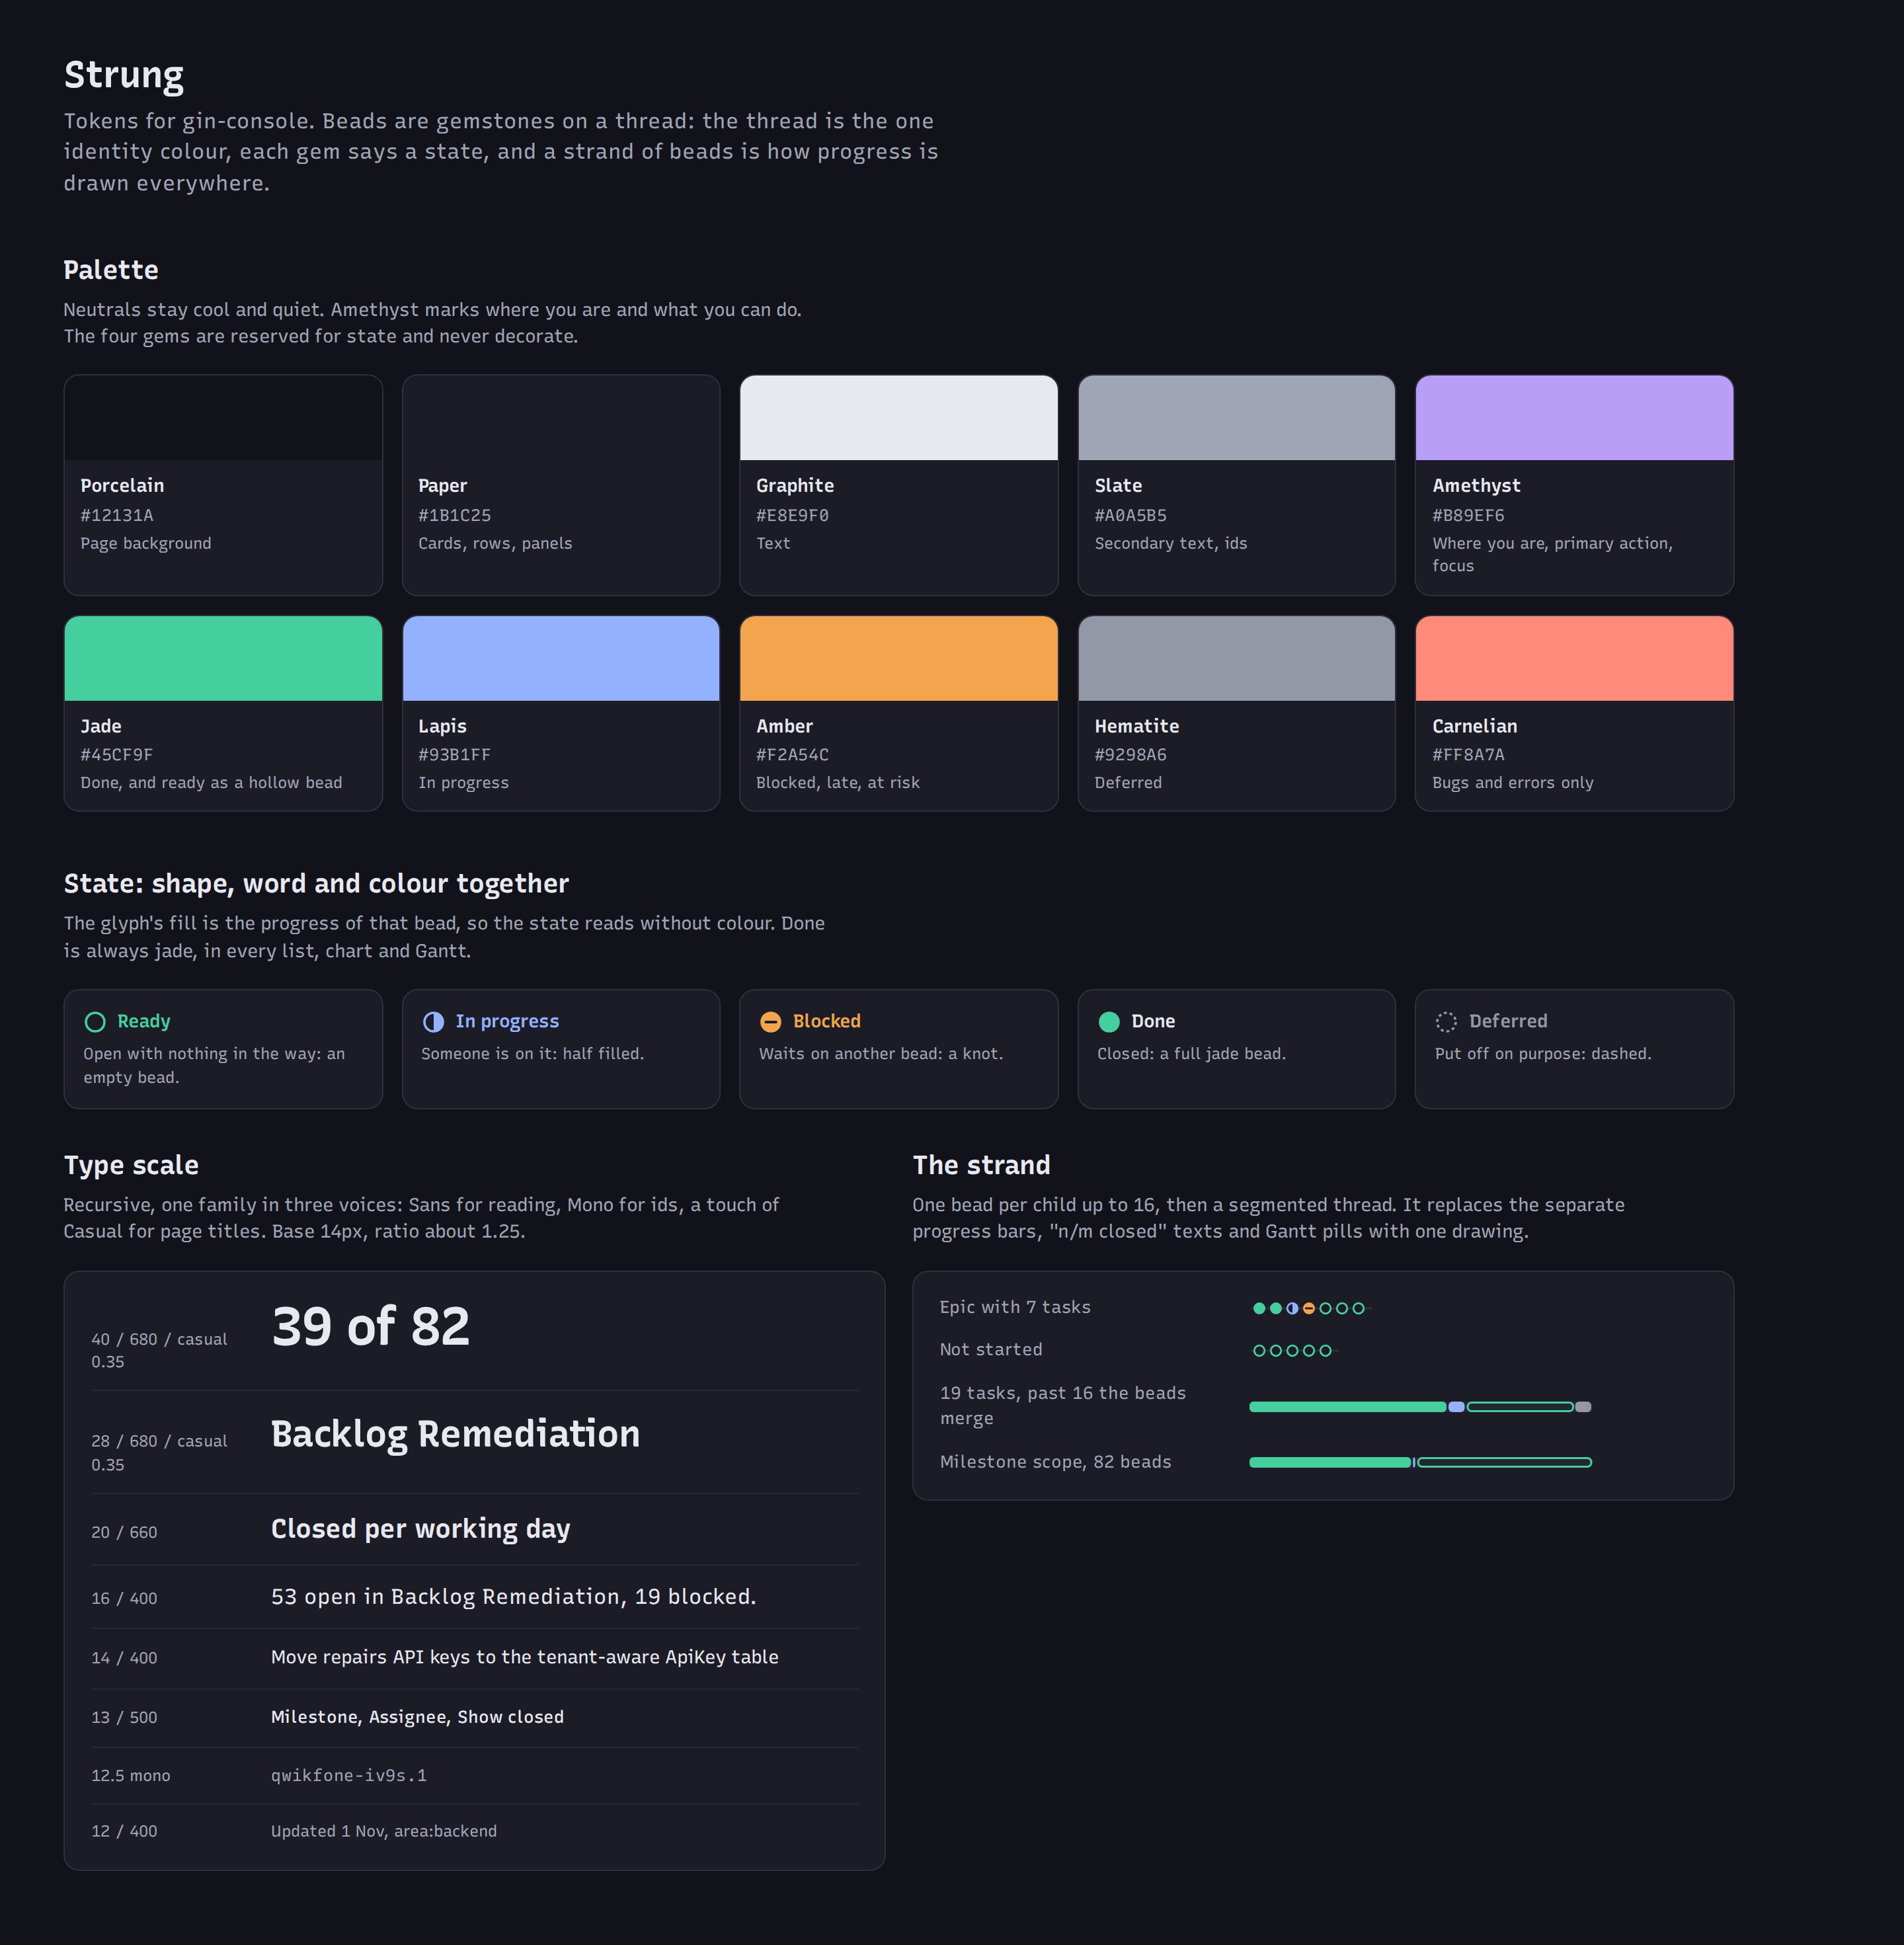 Strung
Tokens for gin-console. Beads are gemstones on a thread: the thread is the one
identity colour, each gem says a state, and a strand of beads is how progress is
drawn everywhere.
Palette
Neutrals stay cool and quiet. Amethyst marks where you are and what you can do.
The four gems are reserved for state and never decorate.
Porcelain
#12131A
Page background
Paper
#1B1C25
Cards, rows, panels
Graphite
#E8E9F0
Text
Slate
#A0A5B5
Secondary text, ids
Amethyst
#B89EF6
Where you are, primary action,
focus
Jade
#45CF9F
Done, and ready as a hollow bead
Lapis
#93B1FF
In progress
Amber
#F2A54C
Blocked, late, at risk
Hematite
#9298A6
Deferred
Carnelian
#FF8A7A
Bugs and errors only
State: shape, word and colour together
The glyph's fill is the progress of that bead, so the state reads without colour. Done
is always jade, in every list, chart and Gantt.
Ready
Open with nothing in the way: an
empty bead.
In progress
Someone is on it: half filled.
Blocked
Waits on another bead: a knot.
Done
Closed: a full jade bead.
Deferred
Put off on purpose: dashed.
Type scale
Recursive, one family in three voices: Sans for reading, Mono for ids, a touch of
Casual for page titles. Base 14px, ratio about 1.25.
40 / 680 / casual
0.35
39 of 82
28 / 680 / casual
0.35
Backlog Remediation
20 / 660
Closed per working day
16 / 400
53 open in Backlog Remediation, 19 blocked.
14 / 400
Move repairs API keys to the tenant-aware ApiKey table
13 / 500
Milestone, Assignee, Show closed
12.5 mono
qwikfone-iv9s.1
12 / 400
Updated 1 Nov, area:backend
The strand
One bead per child up to 16, then a segmented thread. It replaces the separate
progress bars, "n/m closed" texts and Gantt pills with one drawing.
Epic with 7 tasks
Not started
19 tasks, past 16 the beads
merge
Milestone scope, 82 beads